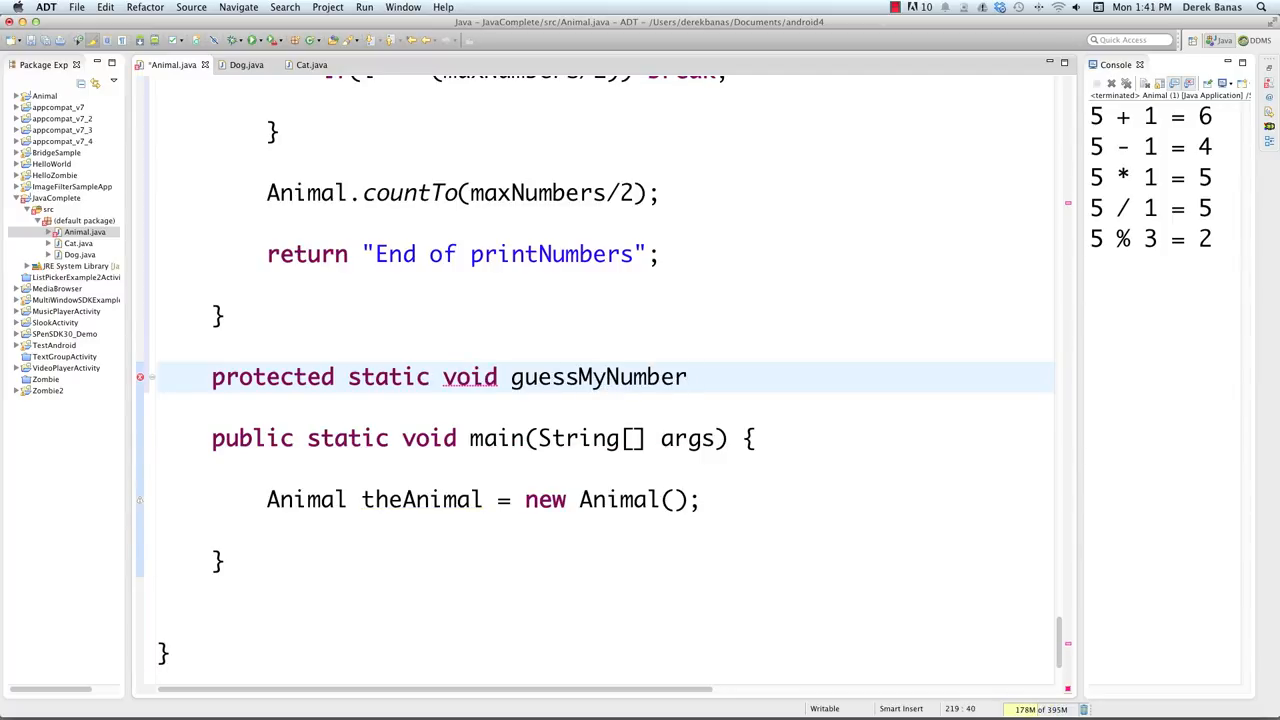 ADT File Edit Refactor Source Navigate Search Project Run Window Help
10 Mon 1:41 PM Derek Banas
Java - JavaComplete/src/Animal.java - ADT - /Users/derekbanas/Documents/android4
Quick Access Java DDMS
Package Exp *Animal.java Dog.java Cat.java Console
Animal
appcompat_v7
appcompat_v7_2
appcompat_v7_3
appcompat_v7_4
BridgeSample
HelloWorld
HelloZombie
ImageFilterSampleApp
JavaComplete
src
(default package)
Animal.java
Cat.java
Dog.java
JRE System Library [Ja
ListPickerExample2Activi
MediaBrowser
MultiWindowSDKExample
MusicPlayerActivity
SlookActivity
SPenSDK30_Demo
TestAndroid
TextGroupActivity
VideoPlayerActivity
Zombie
Zombie2
break;
}
Animal.countTo(maxNumbers/2);
return "End of printNumbers";
}
protected static void guessMyNumber
public static void main(String[] args) {
Animal theAnimal = new Animal();
}
}
<terminated> Animal (1) [Java Application] /S
5 + 1 = 6
5 - 1 = 4
5 * 1 = 5
5 / 1 = 5
5 % 3 = 2
Writable Smart Insert 219 : 40 178M of 395M